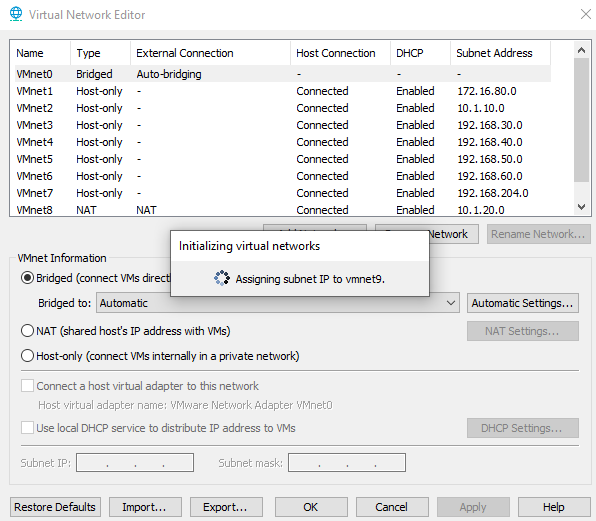 Virtual Network Editor
Name Type External Connection Host Connection DHCP Subnet Address
VMnet0 Bridged Auto-bridging - - -
VMnet1 Host-only - Connected Enabled 172.16.80.0
VMnet2 Host-only - Connected Enabled 10.1.10.0
VMnet3 Host-only - Connected Enabled 192.168.30.0
VMnet4 Host-only - Connected Enabled 192.168.40.0
VMnet5 Host-only - Connected Enabled 192.168.50.0
VMnet6 Host-only - Connected Enabled 192.168.60.0
VMnet7 Host-only - Connected Enabled 192.168.204.0
VMnet8 NAT NAT Connected Enabled 10.1.20.0
Network Rename Network...
Initializing virtual networks
Assigning subnet IP to vmnet9.
VMnet Information
Bridged (connect VMs direct
Bridged to: Automatic Automatic Settings...
NAT (shared host's IP address with VMs) NAT Settings...
Host-only (connect VMs internally in a private network)
Connect a host virtual adapter to this network
Host virtual adapter name: VMware Network Adapter VMnet0
Use local DHCP service to distribute IP address to VMs DHCP Settings...
Subnet IP: . . . Subnet mask: . . .
Restore Defaults Import... Export... OK Cancel Apply Help